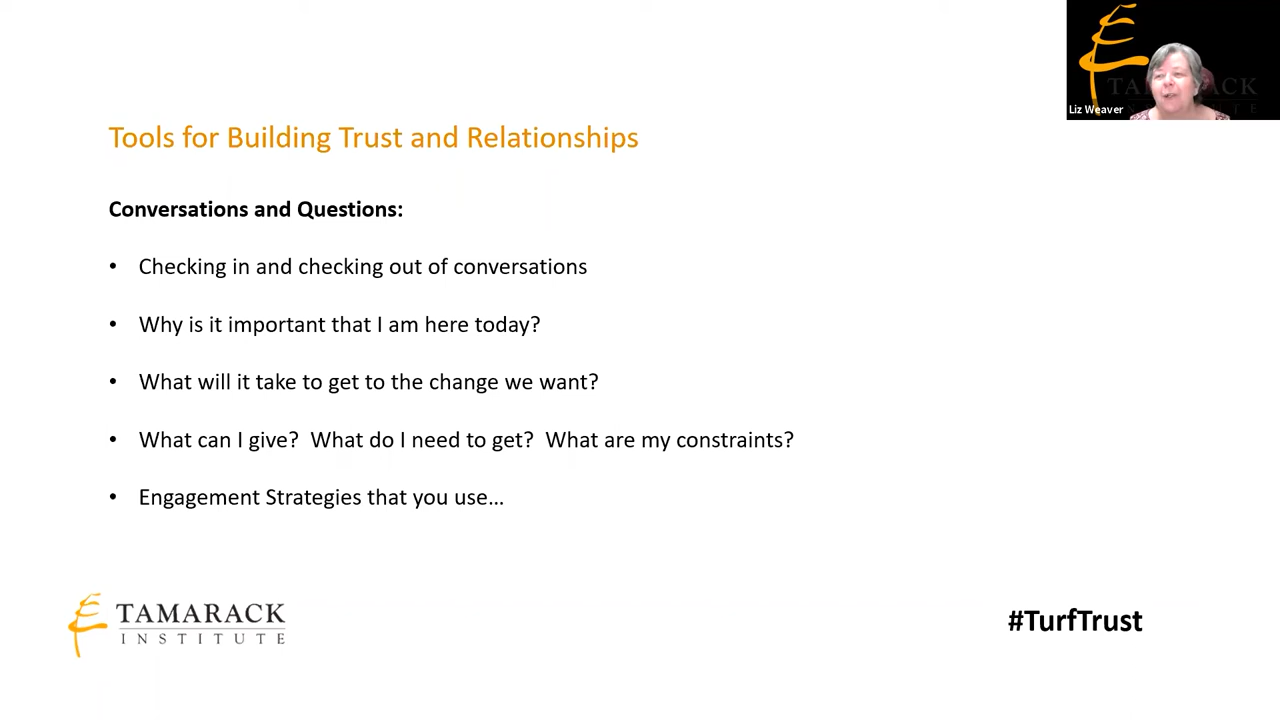 TAMARACK
INSTITUTE
Liz Weaver
Tools for Building Trust and Relationships
Conversations and Questions:
• Checking in and checking out of conversations
• Why is it important that I am here today?
• What will it take to get to the change we want?
• What can I give?  What do I need to get?  What are my constraints?
• Engagement Strategies that you use…
TAMARACK
INSTITUTE
#TurfTrust